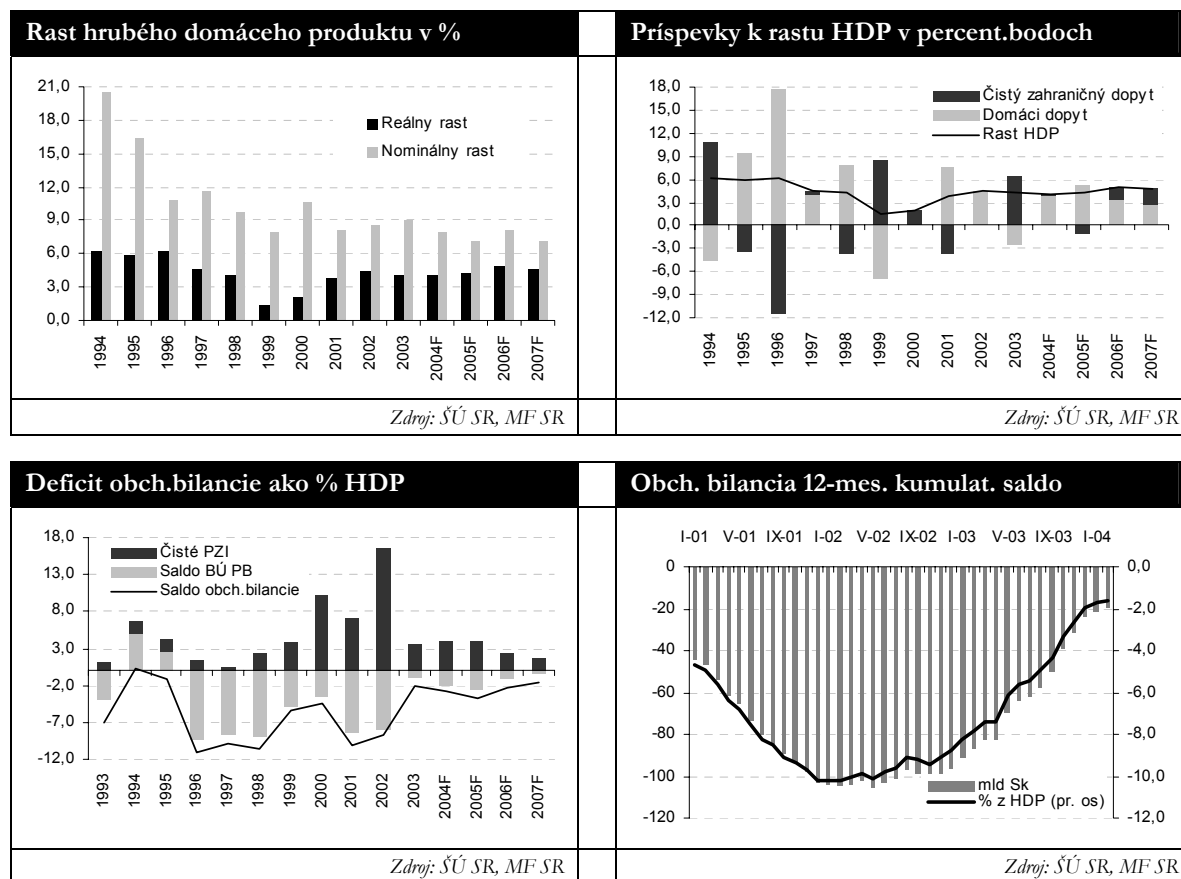 Rast hrubého domáceho produktu v %
21,0
18,0
15,0
12,0
9,0
6,0
3,0
0,0
Reálny rast
Nominálny rast
1994
1995
1996
1997
1998
1999
2000
2001
2002
2003
2004F
2005F
2006F
2007F
Zdroj: ŠÚ SR, MF SR
Príspevky k rastu HDP v percent.bodoch
18,0
15,0
12,0
9,0
6,0
3,0
0,0
-3,0
-6,0
-9,0
-12,0
Čistý zahraničný dopyt
Domáci dopyt
Rast HDP
1994
1995
1996
1997
1998
1999
2000
2001
2002
2003
2004F
2005F
2006F
2007F
Zdroj: ŠÚ SR, MF SR
Deficit obch.bilancie ako % HDP
18,0
13,0
8,0
3,0
-2,0
-7,0
-12,0
Čisté PZI
Saldo BÚ PB
Saldo obch.bilancie
1993
1994
1995
1996
1997
1998
1999
2000
2001
2002
2003
2004F
2005F
2006F
2007F
Zdroj: ŠÚ SR, MF SR
Obch. bilancia 12-mes. kumulat. saldo
I-01 V-01 IX-01 I-02 V-02 IX-02 I-03 V-03 IX-03 I-04
0
-20
-40
-60
-80
-100
-120
0,0
-2,0
-4,0
-6,0
-8,0
-10,0
-12,0
mld Sk
% z HDP (pr. os)
Zdroj: ŠÚ SR, MF SR